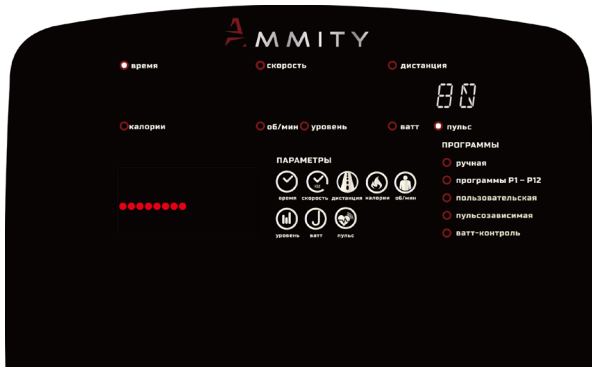 AMMITY
время
скорость
дистанция
80
калории
об/мин
уровень
ватт
пульс
ПРОГРАММЫ
ручная
программы P1 – P12
пользовательская
пульсозависимая
ватт-контроль
ПАРАМЕТРЫ
время скорость дистанция калории об/мин
уровень ватт пульс